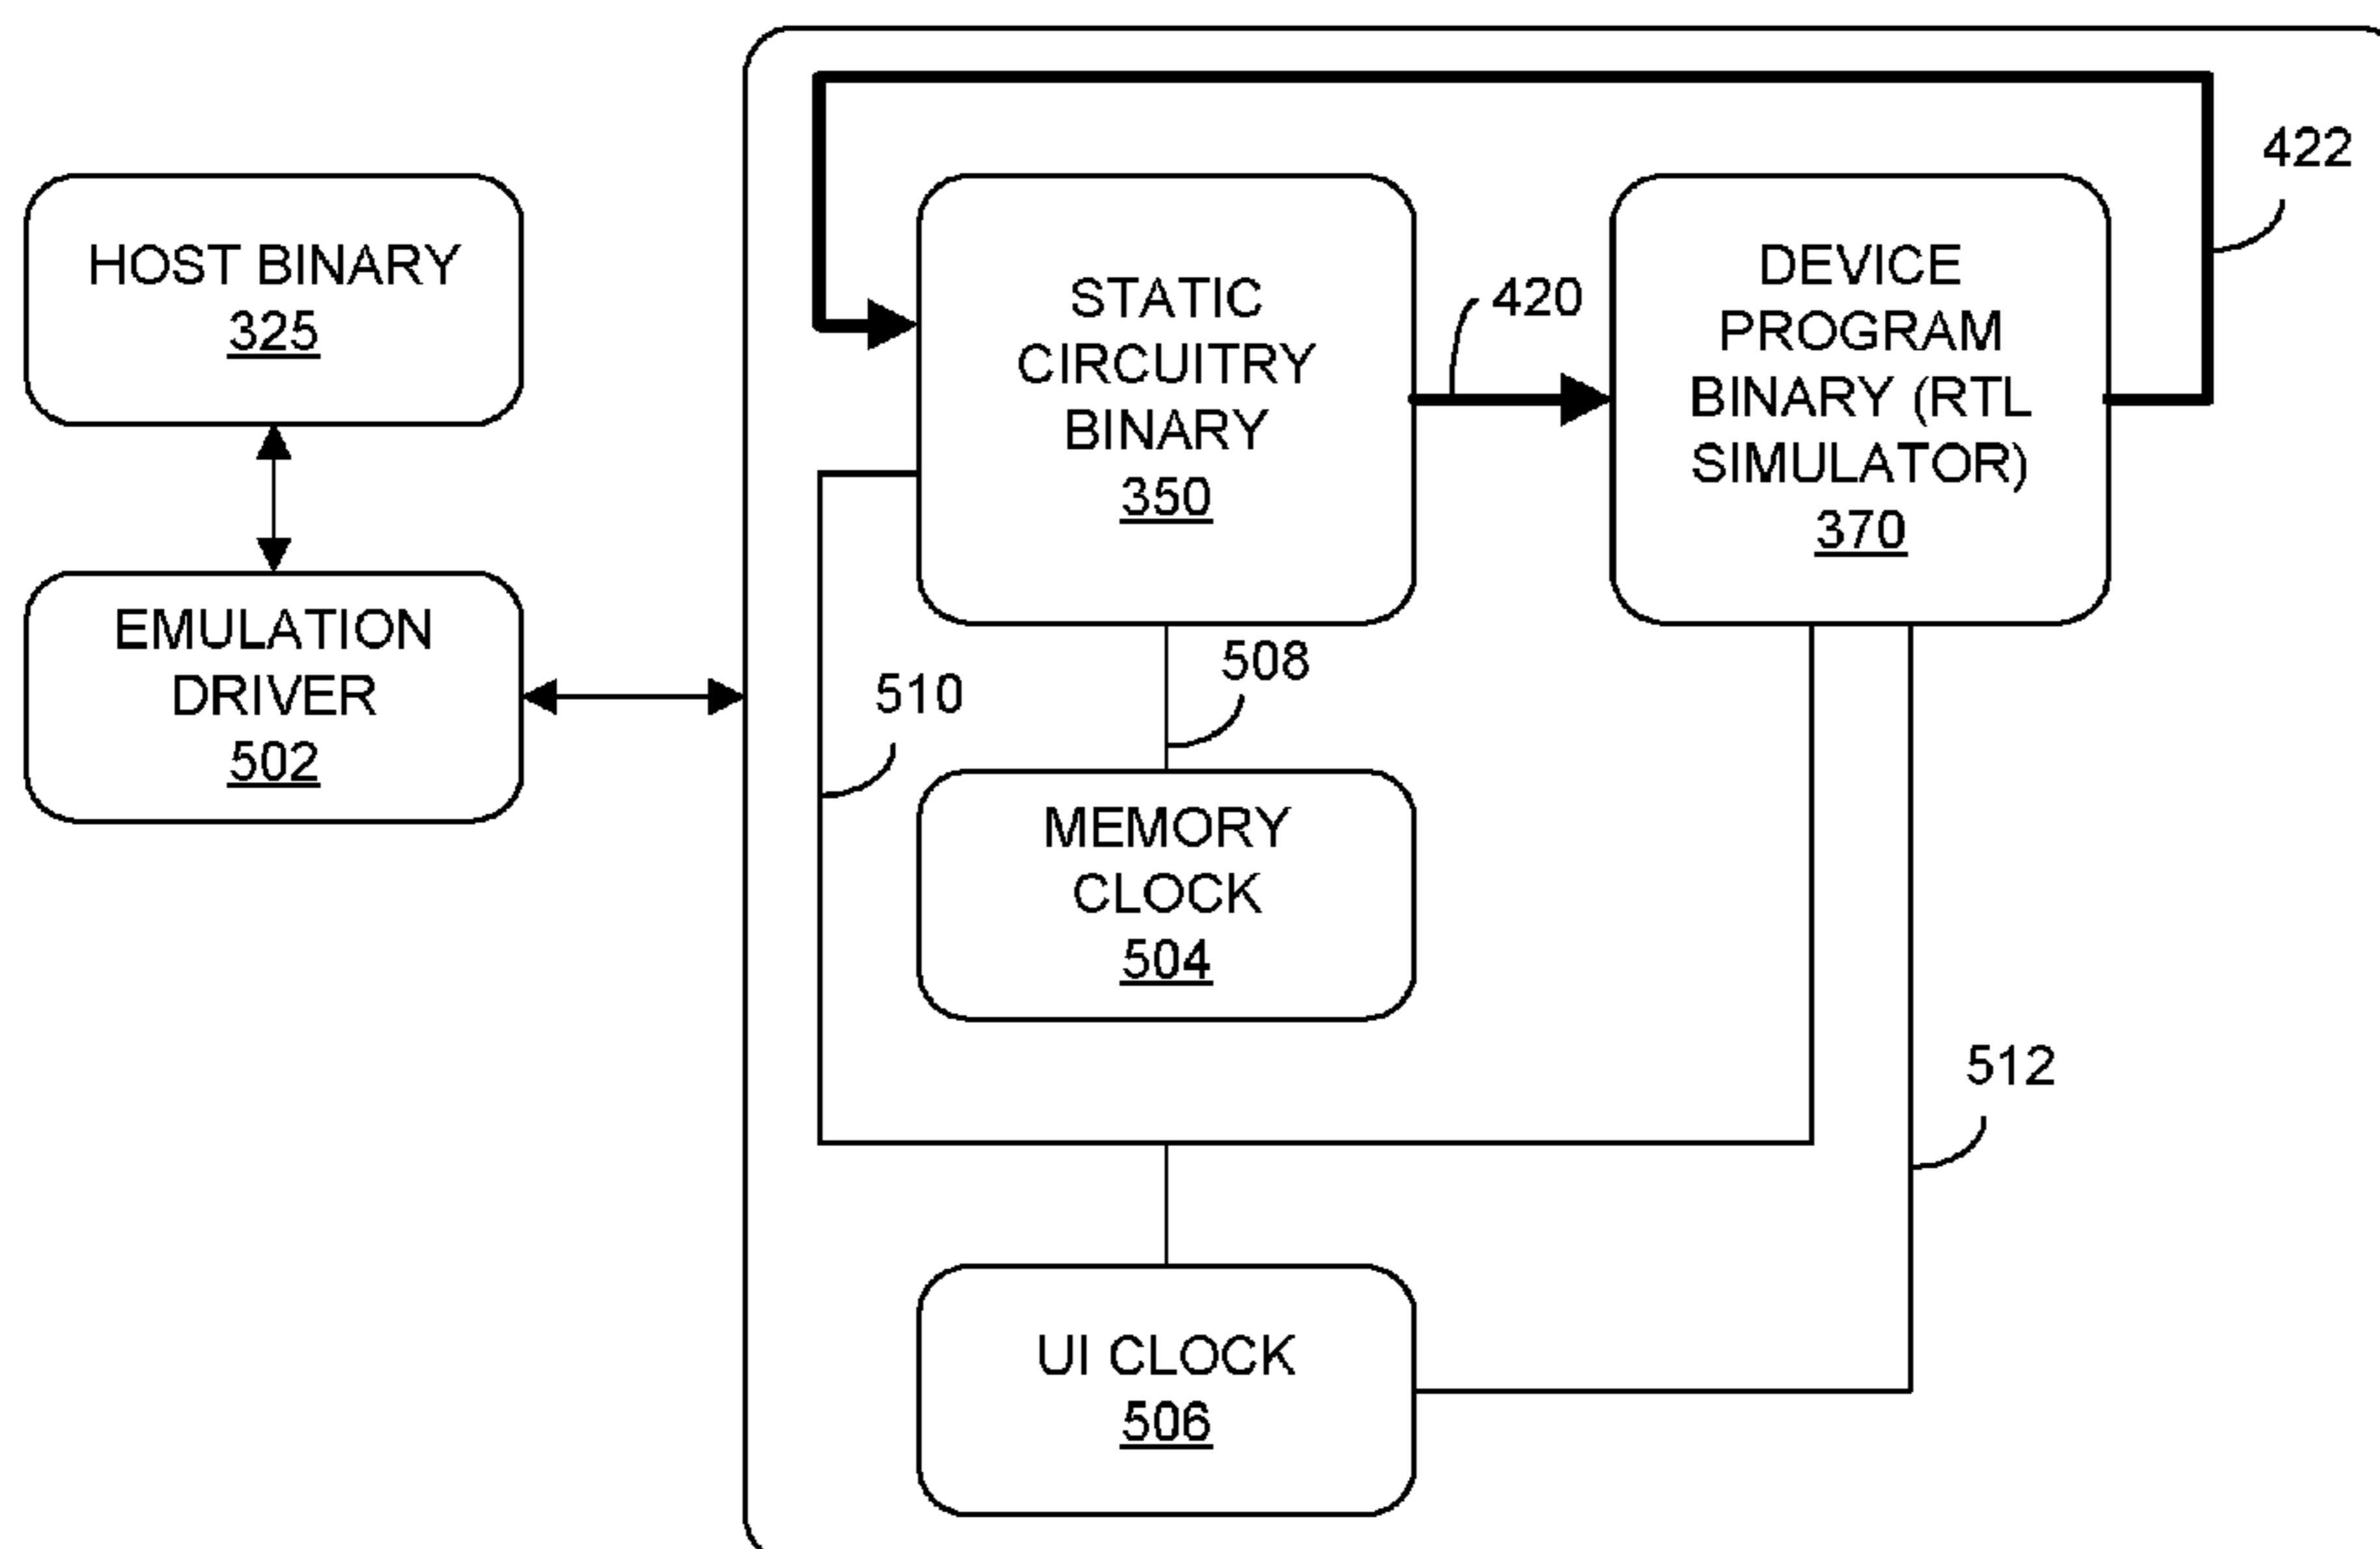 HOST BINARY
325
EMULATION
DRIVER
502
STATIC
CIRCUITRY
BINARY
350
420
DEVICE
PROGRAM
BINARY (RTL
SIMULATOR)
370
422
510
508
MEMORY
CLOCK
504
512
UI CLOCK
506